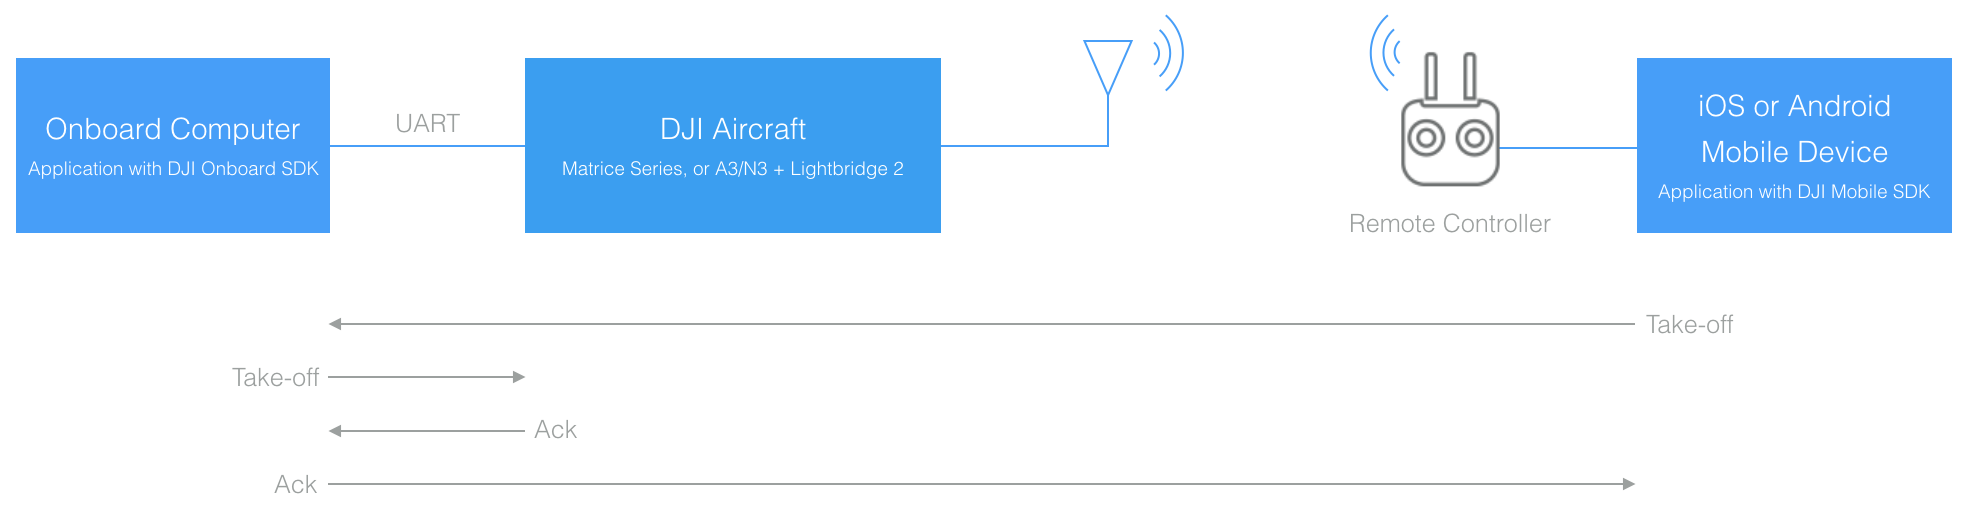 Onboard Computer
Application with DJI Onboard SDK
UART
DJI Aircraft
Matrice Series, or A3/N3 + Lightbridge 2
Remote Controller
iOS or Android
Mobile Device
Application with DJI Mobile SDK
Take-off
Take-off
Ack
Ack